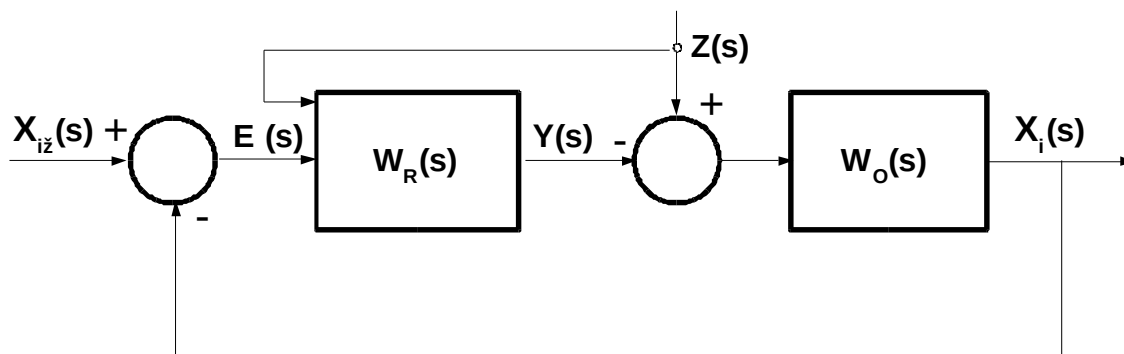 Z(s)
X_iž(s) + E (s) W_R(s) Y(s) - + W_O(s) X_i(s)
-